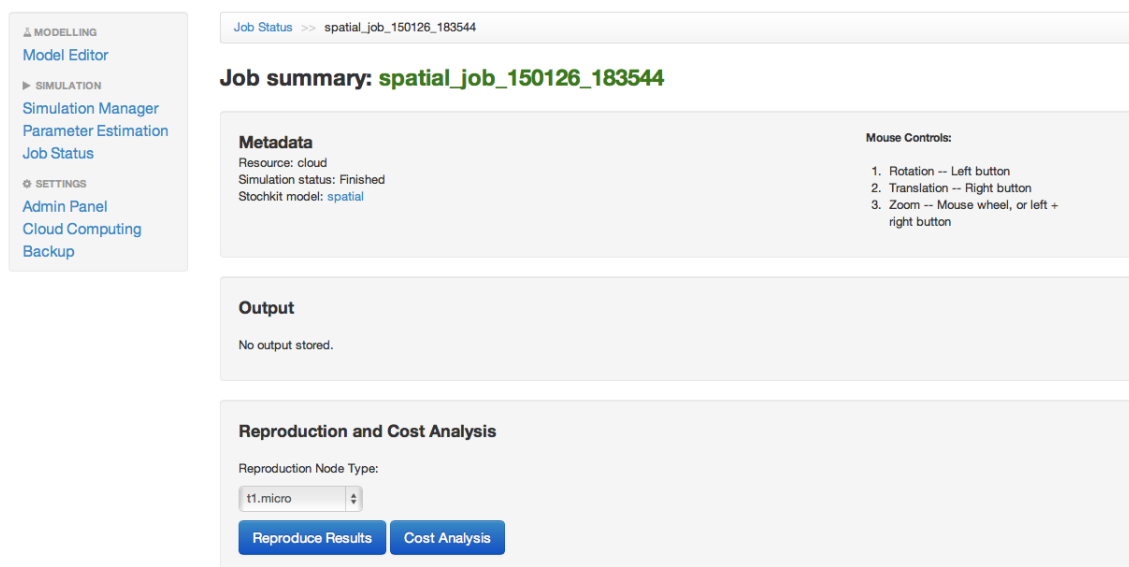 MODELLING
Model Editor
SIMULATION
Simulation Manager
Parameter Estimation
Job Status
SETTINGS
Admin Panel
Cloud Computing
Backup
Job Status >> spatial_job_150126_183544
Job summary: spatial_job_150126_183544
Metadata
Resource: cloud
Simulation status: Finished
Stochkit model: spatial
Mouse Controls:
1. Rotation -- Left button
2. Translation -- Right button
3. Zoom -- Mouse wheel, or left +
right button
Output
No output stored.
Reproduction and Cost Analysis
Reproduction Node Type:
t1.micro
Reproduce Results Cost Analysis